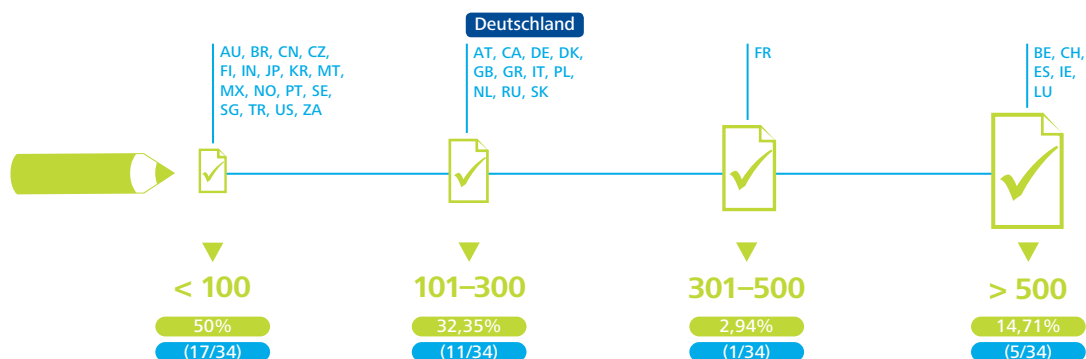 Deutschland
AU, BR, CN, CZ,
FI, IN, JP, KR, MT,
MX, NO, PT, SE,
SG, TR, US, ZA
AT, CA, DE, DK,
GB, GR, IT, PL,
NL, RU, SK
FR
BE, CH,
ES, IE,
LU
< 100
101–300
301–500
> 500
50%
32,35%
2,94%
14,71%
(17/34)
(11/34)
(1/34)
(5/34)